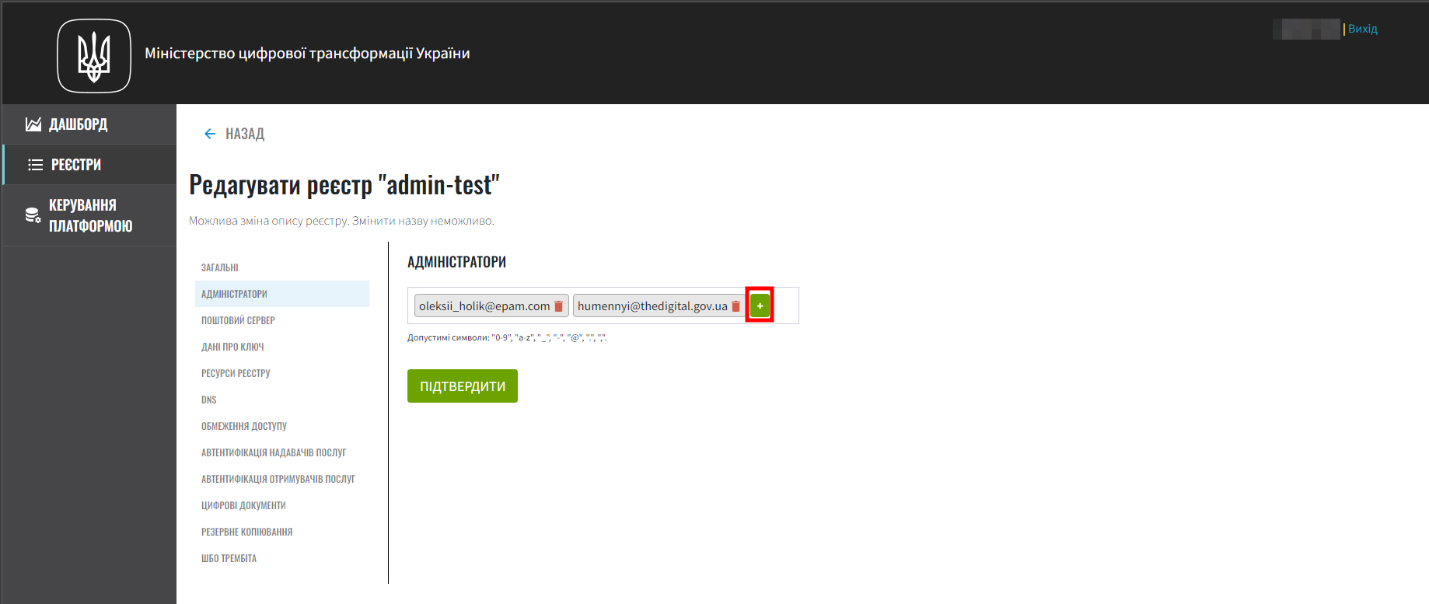 Міністерство цифрової трансформації України
| Вихід
ДАШБОРД
РЕЄСТРИ
КЕРУВАННЯ
ПЛАТФОРМОЮ
← НАЗАД
Редагувати реєстр "admin-test"
Можлива зміна опису реєстру. Змінити назву неможливо.
ЗАГАЛЬНІ
АДМІНІСТРАТОРИ
ПОШТОВИЙ СЕРВЕР
ДАНІ ПРО КЛЮЧ
РЕСУРСИ РЕЄСТРУ
DNS
ОБМЕЖЕННЯ ДОСТУПУ
АВТЕНТИФІКАЦІЯ НАДАВАЧІВ ПОСЛУГ
АВТЕНТИФІКАЦІЯ ОТРИМУВАЧІВ ПОСЛУГ
ЦИФРОВІ ДОКУМЕНТИ
РЕЗЕРВНЕ КОПІЮВАННЯ
ШБО ТРЕМБІТА
АДМІНІСТРАТОРИ
oleksii_holik@epam.com humennyi@thedigital.gov.ua +
Допустимі символи: "0-9", "a-z", "_", "-", "@", ".", ",".
ПІДТВЕРДИТИ